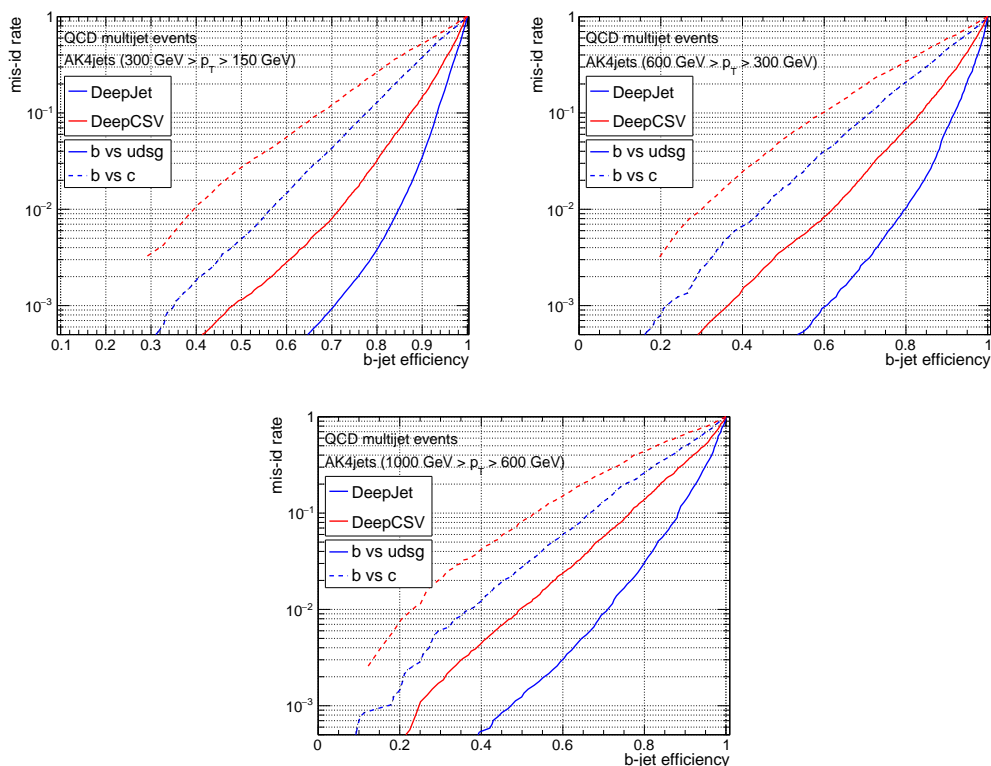 mis-id rate
1
QCD multijet events
AK4jets (300 GeV > p_T > 150 GeV)
DeepJet
DeepCSV
b vs udsg
b vs c
10⁻¹
10⁻²
10⁻³
0.1 0.2 0.3 0.4 0.5 0.6 0.7 0.8 0.9 1
b-jet efficiency
mis-id rate
1
QCD multijet events
AK4jets (600 GeV > p_T > 300 GeV)
DeepJet
DeepCSV
b vs udsg
b vs c
10⁻¹
10⁻²
10⁻³
0 0.2 0.4 0.6 0.8 1
b-jet efficiency
mis-id rate
1
QCD multijet events
AK4jets (1000 GeV > p_T > 600 GeV)
DeepJet
DeepCSV
b vs udsg
b vs c
10⁻¹
10⁻²
10⁻³
0 0.2 0.4 0.6 0.8 1
b-jet efficiency